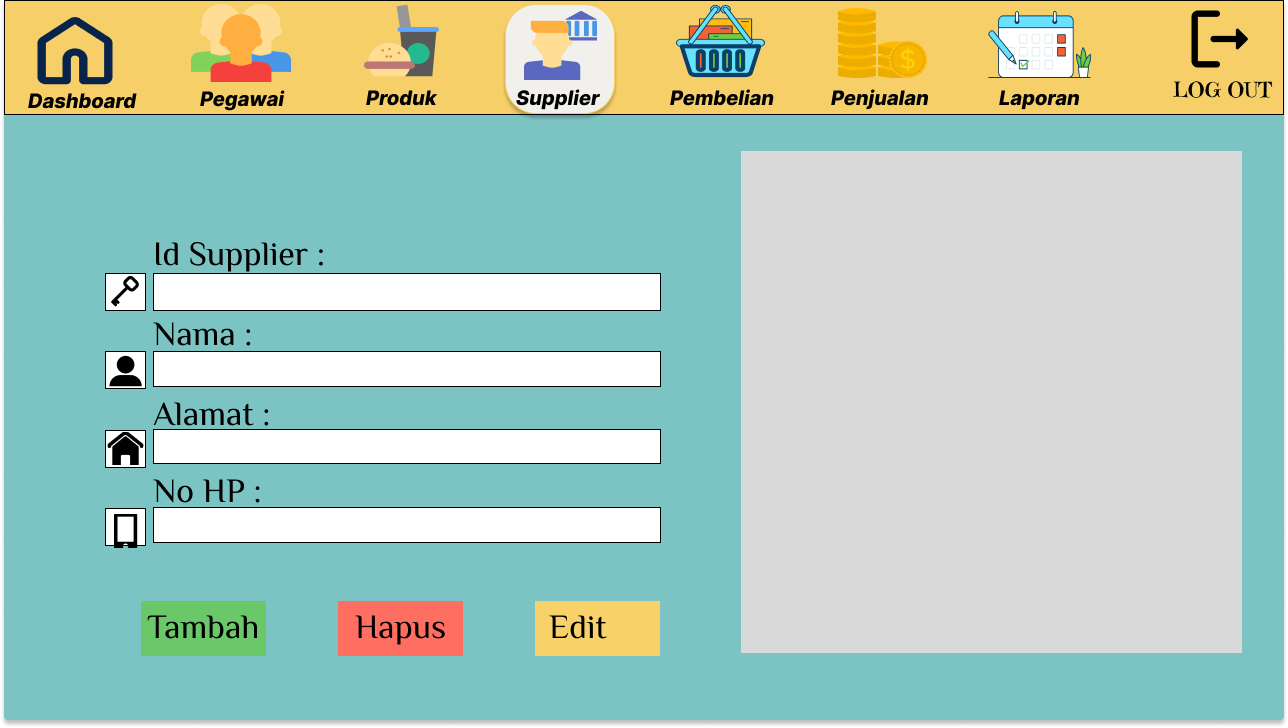 Dashboard
Pegawai
Produk
Supplier
Pembelian
Penjualan
Laporan
LOG OUT
Id Supplier :
Nama :
Alamat :
No HP :
Tambah
Hapus
Edit